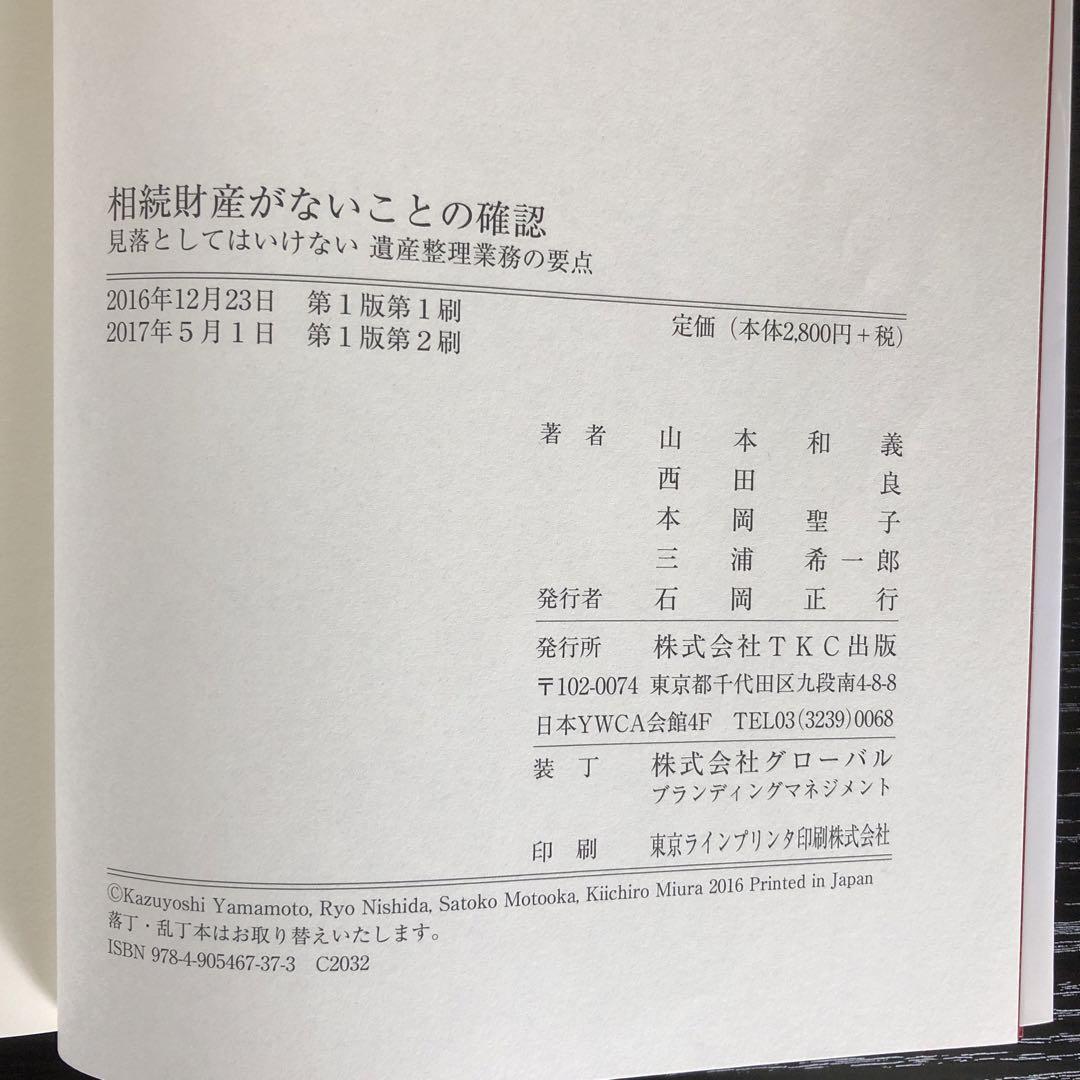 相続財産がないことの確認
見落としてはいけない 遺産整理業務の要点
2016年12月23日　第1版第1刷
2017年5月1日　第1版第2刷
定価（本体2,800円+税）
著者　山本和義
西田良
本岡聖子
三浦希一郎
発行者　石岡正行
発行所　株式会社TKC出版
〒102-0074 東京都千代田区九段南4-8-8
日本YWCA会館4F　TEL03(3239)0068
装丁　株式会社グローバル
ブランディングマネジメント
印刷　東京ラインプリンタ印刷株式会社
©Kazuyoshi Yamamoto, Ryo Nishida, Satoko Motooka, Kiichiro Miura 2016 Printed in Japan
落丁・乱丁本はお取り替えいたします。
ISBN 978-4-905467-37-3　C2032